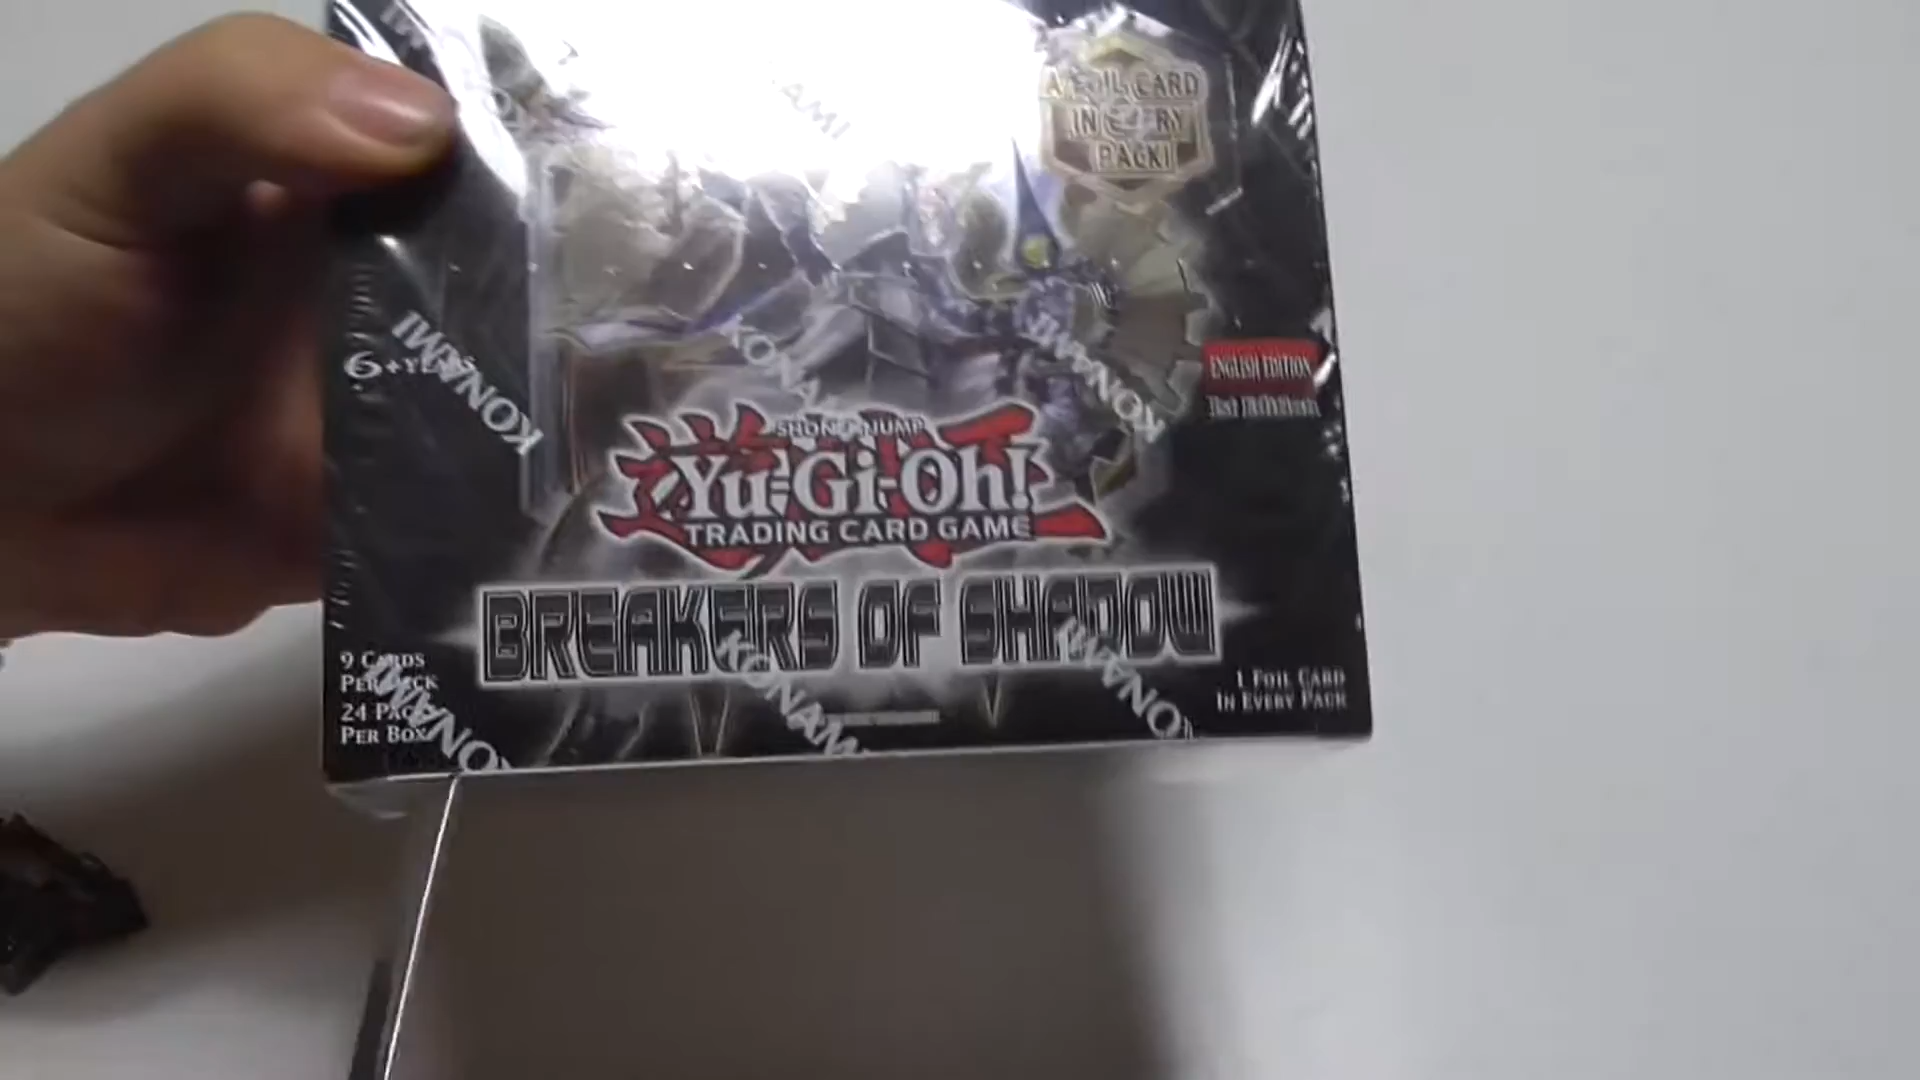 A FOIL CARD
IN EVERY
PACK!
6+ YEARS
ENGLISH EDITION
KONAMI
KONAMI
KONAMI
SHONEN JUMP
Yu-Gi-Oh!
TRADING CARD GAME
BREAKERS OF SHADOW
9 CARDS
PER PACK
24 PACKS
PER BOX
1 FOIL CARD
IN EVERY PACK
KONAMI
KONAMI
KONAMI